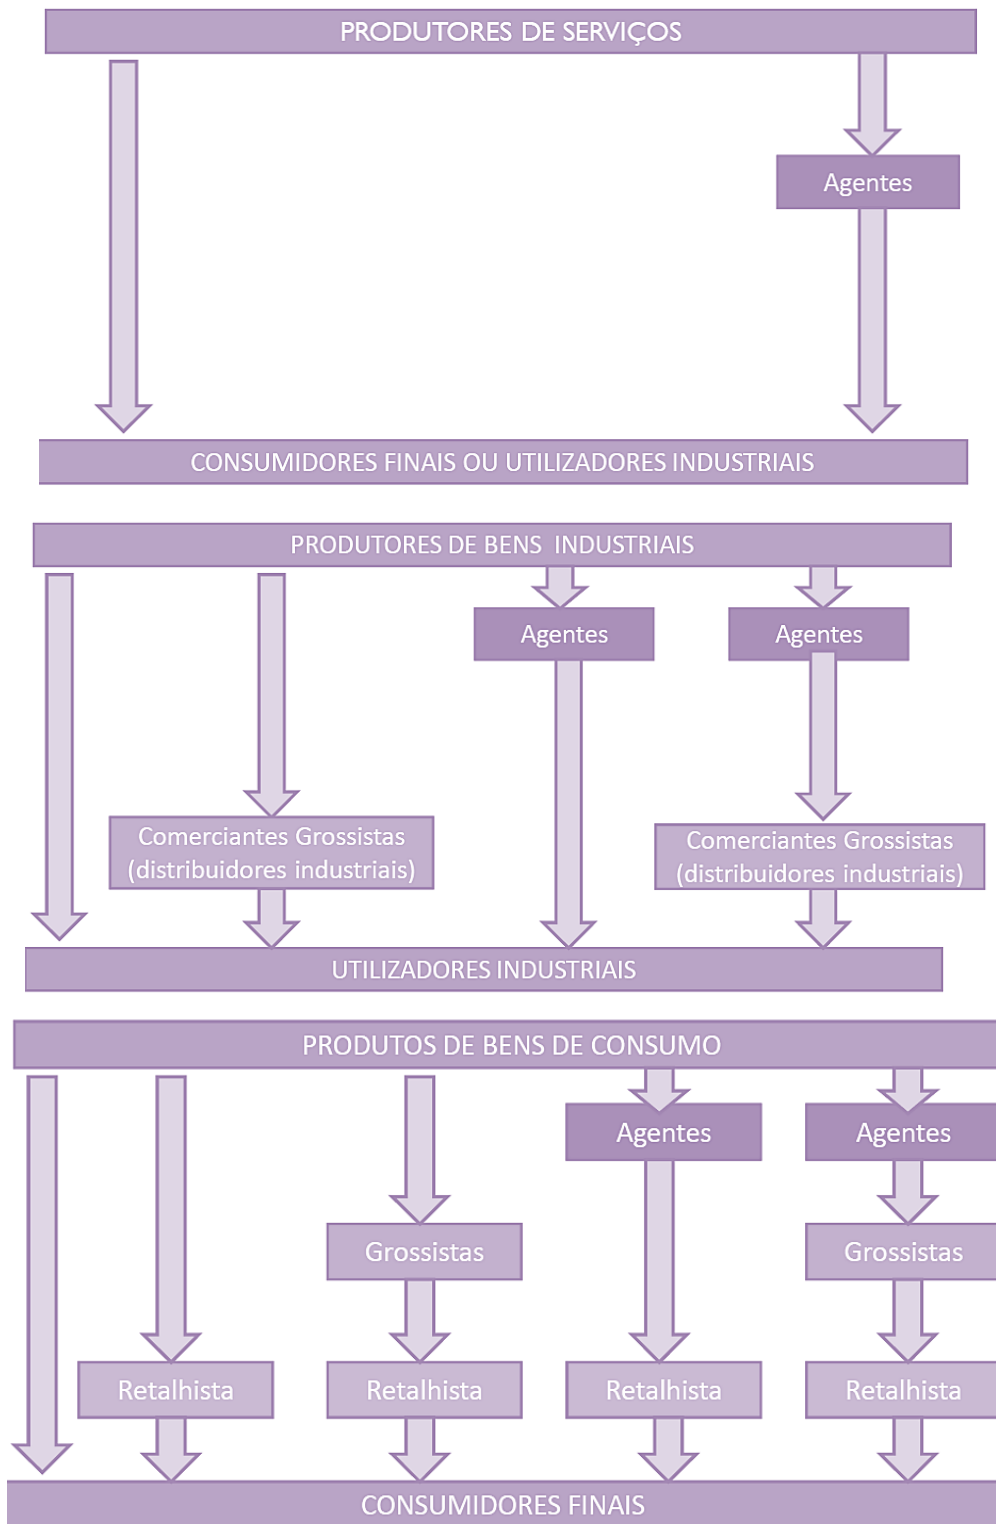 PRODUTORES DE SERVIÇOS
Agentes
CONSUMIDORES FINAIS OU UTILIZADORES INDUSTRIAIS
PRODUTORES DE BENS INDUSTRIAIS
Agentes
Agentes
Comerciantes Grossistas
(distribuidores industriais)
Comerciantes Grossistas
(distribuidores industriais)
UTILIZADORES INDUSTRIAIS
PRODUTOS DE BENS DE CONSUMO
Agentes
Agentes
Grossistas
Grossistas
Retalhista
Retalhista
Retalhista
Retalhista
CONSUMIDORES FINAIS